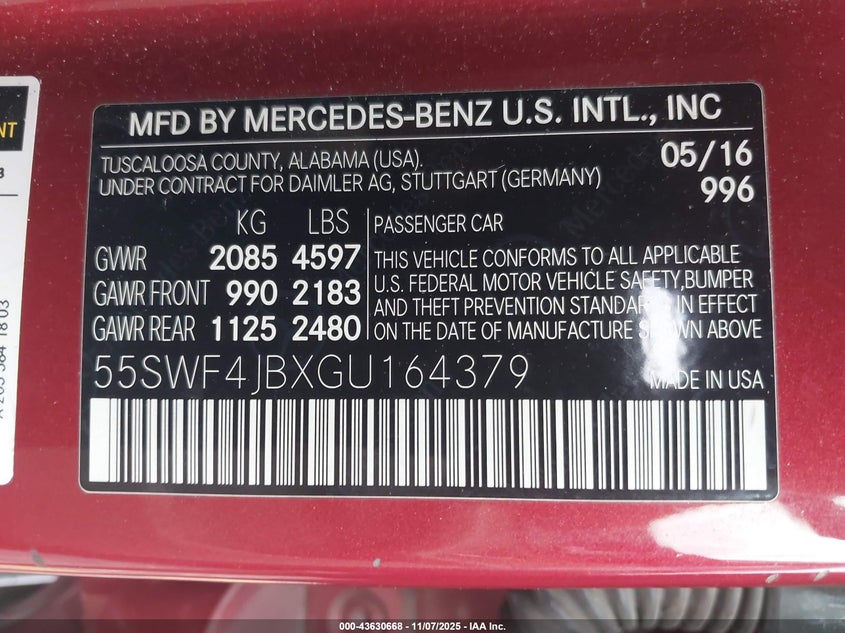 MFD BY MERCEDES-BENZ U.S. INTL., INC
TUSCALOOSA COUNTY, ALABAMA (USA).
UNDER CONTRACT FOR DAIMLER AG, STUTTGART (GERMANY)
05/16
996
KG LBS
GVWR 2085 4597
GAWR FRONT 990 2183
GAWR REAR 1125 2480
PASSENGER CAR
THIS VEHICLE CONFORMS TO ALL APPLICABLE
U.S. FEDERAL MOTOR VEHICLE SAFETY, BUMPER
AND THEFT PREVENTION STANDARDS IN EFFECT
ON THE DATE OF MANUFACTURE SHOWN ABOVE
55SWF4JBXGU164379
MADE IN USA
000-43630668 - 11/07/2025 - IAA Inc.